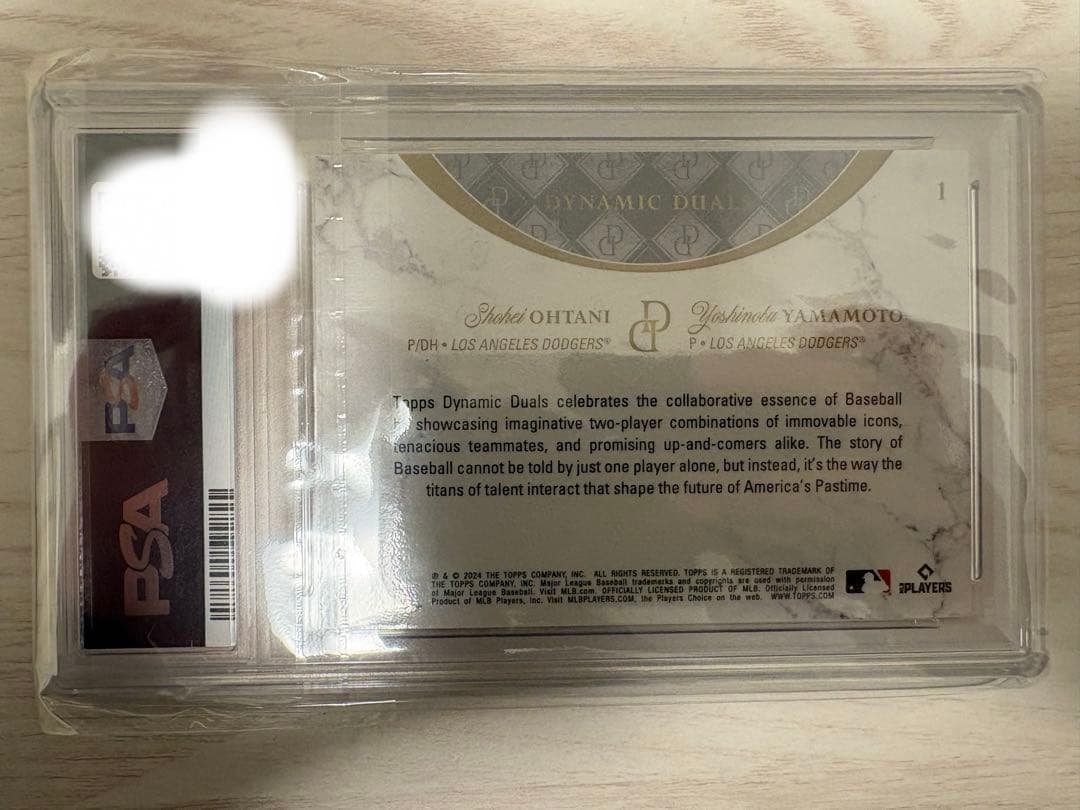 DYNAMIC DUALS
1
Shohei OHTANI
P/DH • LOS ANGELES DODGERS®
DD
Yoshinobu YAMAMOTO
P • LOS ANGELES DODGERS®
Topps Dynamic Duals celebrates the collaborative essence of Baseball
by showcasing imaginative two-player combinations of immovable icons,
tenacious teammates, and promising up-and-comers alike. The story of
Baseball cannot be told by just one player alone, but instead, it's the way the
titans of talent interact that shape the future of America's Pastime.
® & © 2024 THE TOPPS COMPANY, INC. ALL RIGHTS RESERVED. TOPPS IS A REGISTERED TRADEMARK OF
THE TOPPS COMPANY, INC. Major League Baseball trademarks and copyrights are used with permission
of Major League Baseball. Visit MLB.com. OFFICIALLY LICENSED PRODUCT OF MLB. Officially Licensed
Product of MLB Players, Inc. Visit MLBPLAYERS.COM, the Players Choice on the web. WWW.TOPPS.COM
MLBPLAYERS
PSA
PSA